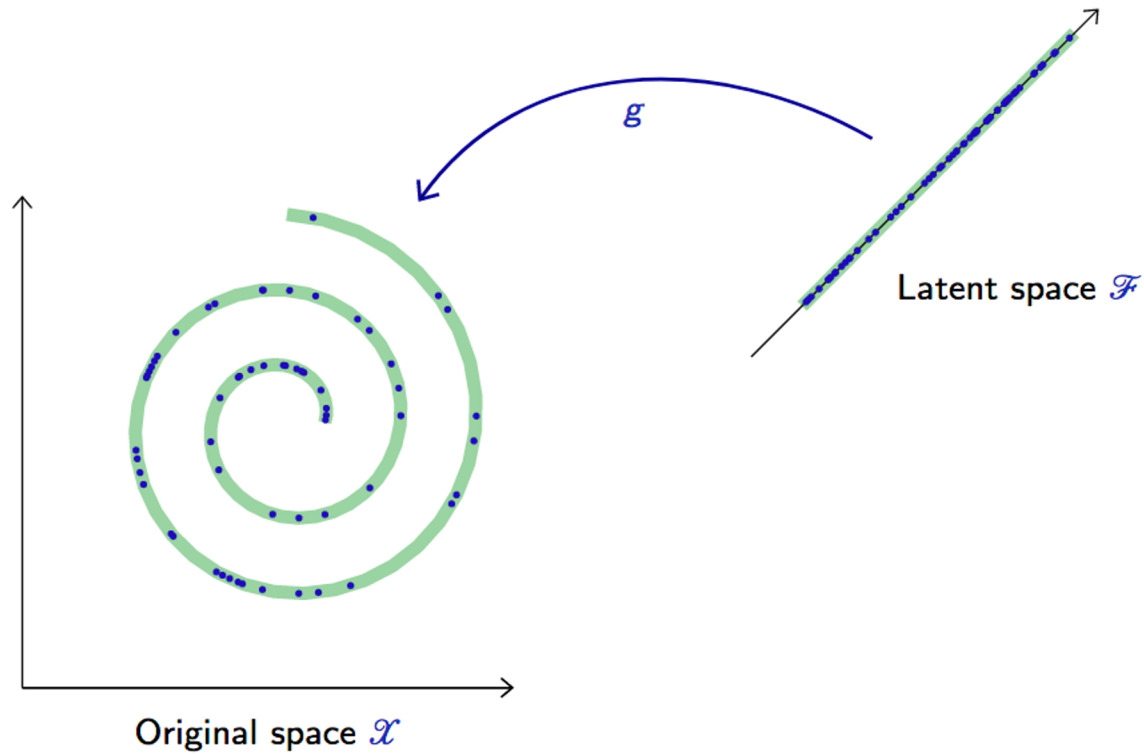 g
Latent space ℱ
Original space 𝒳